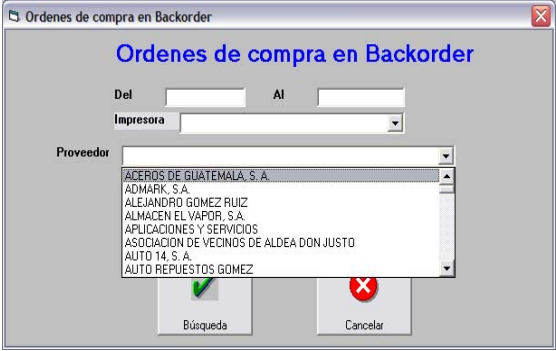 Ordenes de compra en Backorder
Ordenes de compra en Backorder
Del Al
Impresora
Proveedor
ACEROS DE GUATEMALA, S. A.
ADMARK, S.A.
ALEJANDRO GOMEZ RUIZ
ALMACEN EL VAPOR, S.A.
APLICACIONES Y SERVICIOS
ASOCIACION DE VECINOS DE ALDEA DON JUSTO
AUTO 14, S. A.
AUTO REPUESTOS GOMEZ
Búsqueda Cancelar